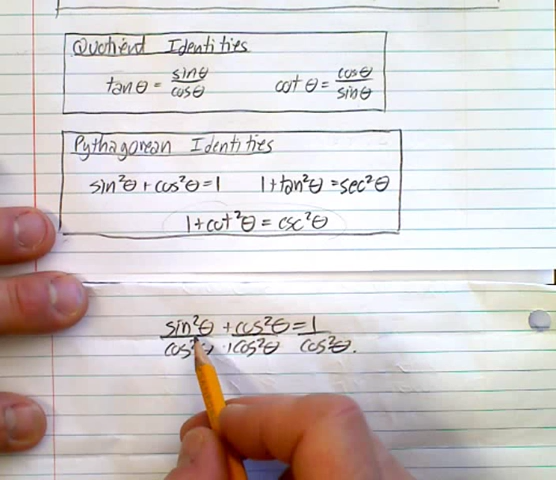 Quotient Identities
tanθ = sinθ/cosθ cotθ = cosθ/sinθ
Pythagorean Identities
sin²θ + cos²θ = 1 1 + tan²θ = sec²θ
1 + cot²θ = csc²θ
sin²θ + cos²θ = 1
cos²θ cos²θ cos²θ.